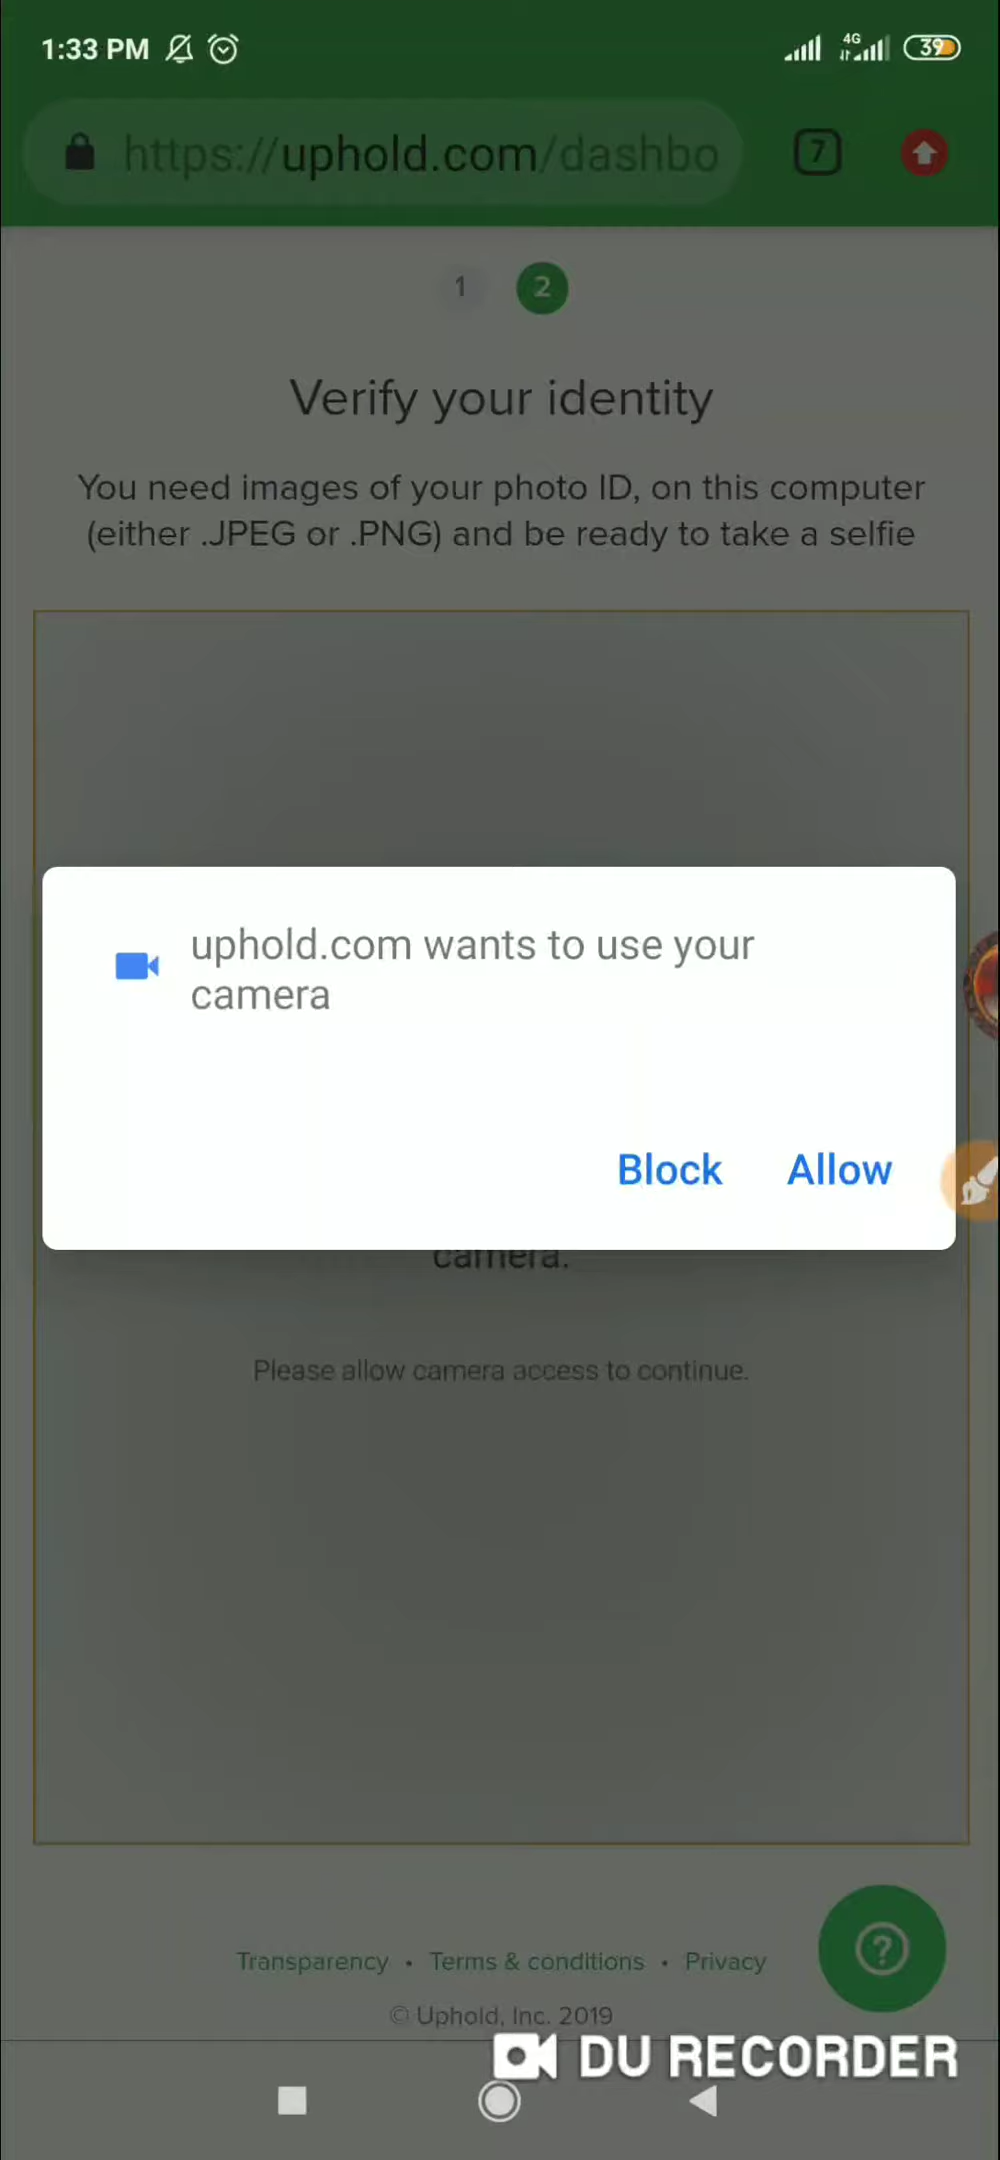 1:33 PM 4G 39
https://uphold.com/dashbo 7
1 2
Verify your identity
You need images of your photo ID, on this computer
(either .JPEG or .PNG) and be ready to take a selfie
uphold.com wants to use your
camera
Block Allow
camera.
Please allow camera access to continue.
Transparency • Terms & conditions • Privacy
© Uphold, Inc. 2019
DU RECORDER